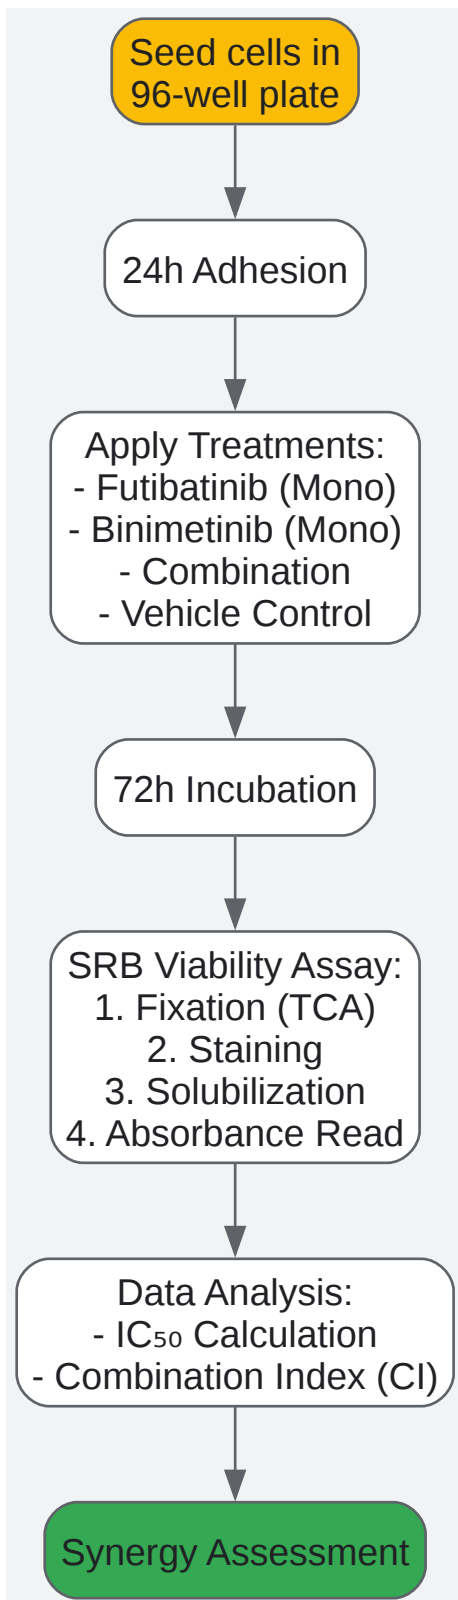 Seed cells in
96-well plate
24h Adhesion
Apply Treatments:
- Futibatinib (Mono)
- Binimetinib (Mono)
- Combination
- Vehicle Control
72h Incubation
SRB Viability Assay:
1. Fixation (TCA)
2. Staining
3. Solubilization
4. Absorbance Read
Data Analysis:
- IC₅₀ Calculation
- Combination Index (CI)
Synergy Assessment